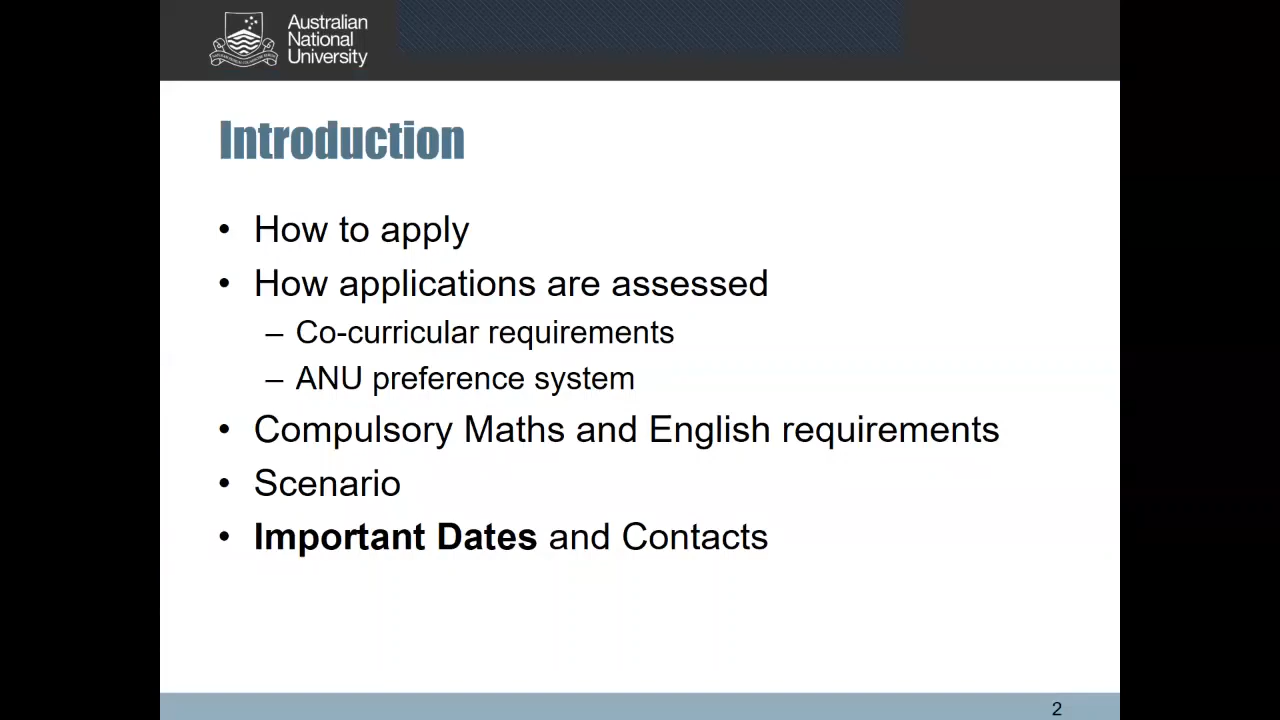 Australian
National
University
Introduction
• How to apply
• How applications are assessed
– Co-curricular requirements
– ANU preference system
• Compulsory Maths and English requirements
• Scenario
• Important Dates and Contacts
2